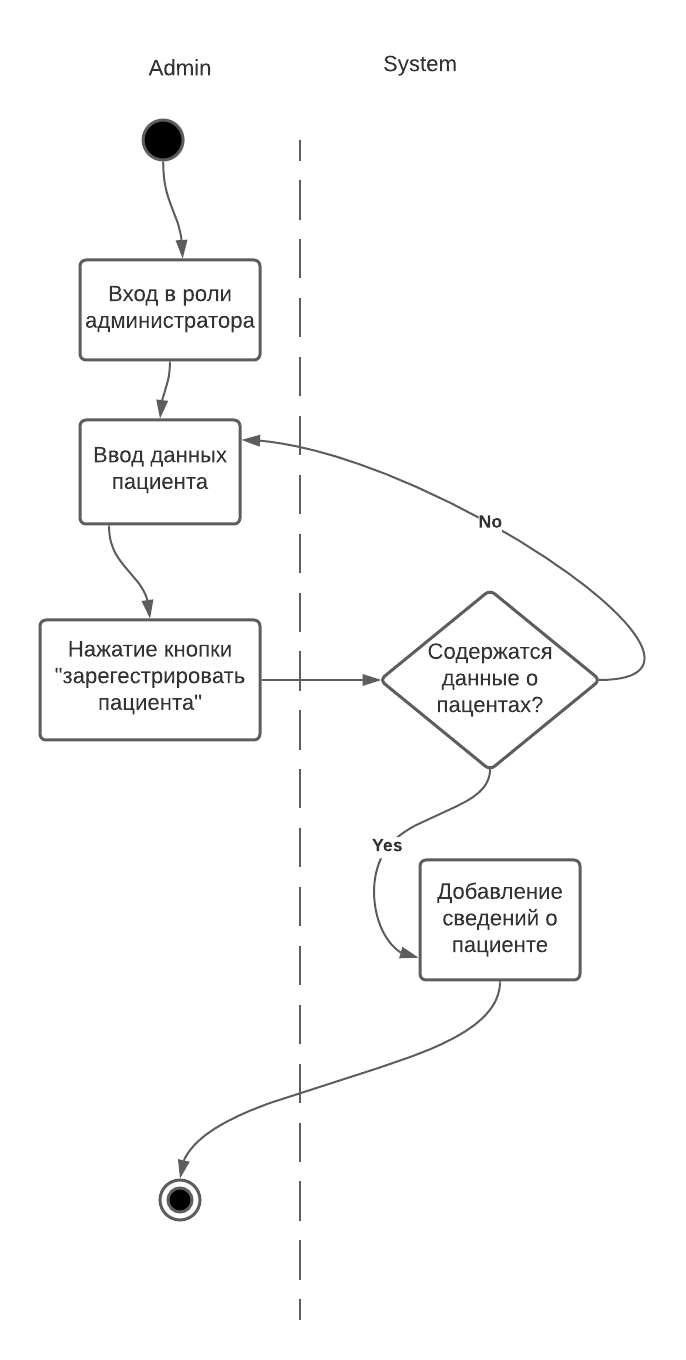 Admin
System
Вход в роли
администратора
Ввод данных
пациента
No
Нажатие кнопки
"зарегестрировать
пациента"
Содержатся
данные о
пацентах?
Yes
Добавление
сведений о
пациенте